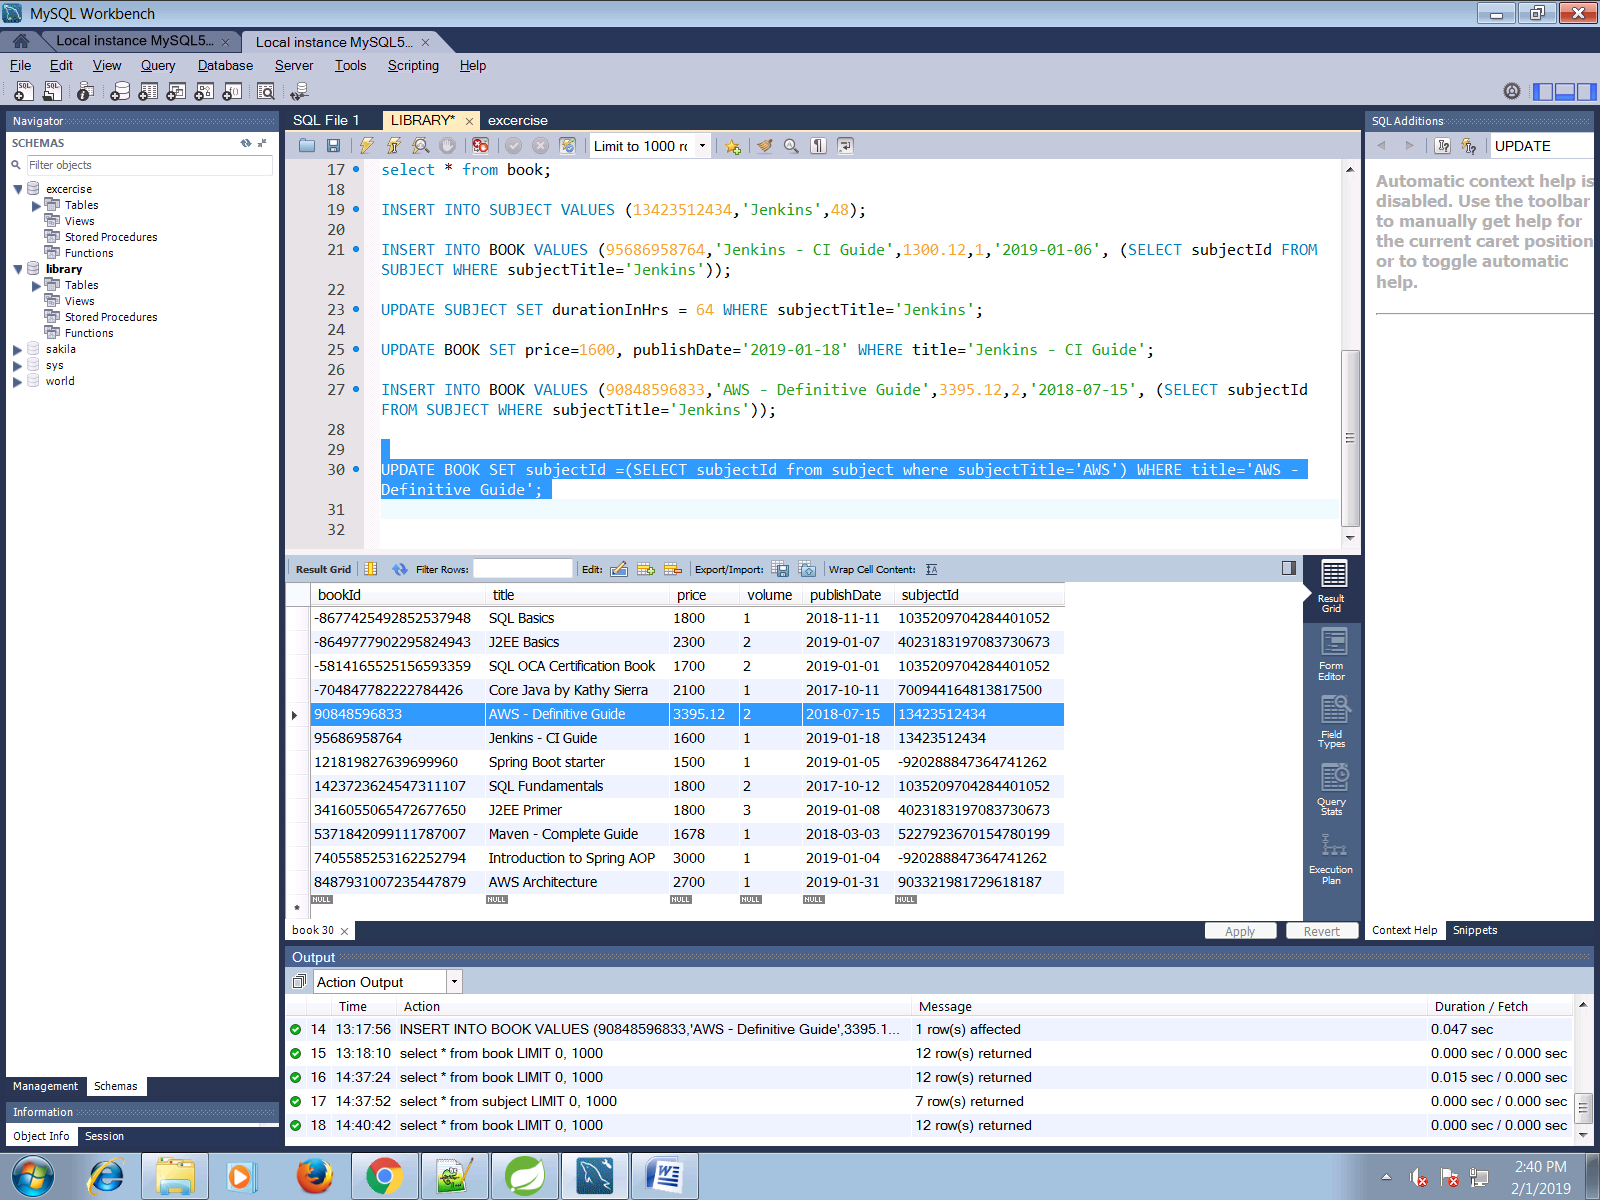 MySQL Workbench
Local instance MySQL5...
Local instance MySQL5...
File Edit View Query Database Server Tools Scripting Help
Navigator
SCHEMAS
Filter objects
excercise
Tables
Views
Stored Procedures
Functions
library
Tables
Views
Stored Procedures
Functions
sakila
sys
world
Management Schemas
Information
Object Info Session
SQL File 1 LIBRARY* excercise
Limit to 1000 rc
17 select * from book;
18
19 INSERT INTO SUBJECT VALUES (13423512434,'Jenkins',48);
20
21 INSERT INTO BOOK VALUES (95686958764,'Jenkins - CI Guide',1300.12,1,'2019-01-06', (SELECT subjectId FROM
SUBJECT WHERE subjectTitle='Jenkins'));
22
23 UPDATE SUBJECT SET durationInHrs = 64 WHERE subjectTitle='Jenkins';
24
25 UPDATE BOOK SET price=1600, publishDate='2019-01-18' WHERE title='Jenkins - CI Guide';
26
27 INSERT INTO BOOK VALUES (90848596833,'AWS - Definitive Guide',3395.12,2,'2018-07-15', (SELECT subjectId
FROM SUBJECT WHERE subjectTitle='Jenkins'));
28
29
30 UPDATE BOOK SET subjectId =(SELECT subjectId from subject where subjectTitle='AWS') WHERE title='AWS -
Definitive Guide';
31
32
Result Grid Filter Rows: Edit: Export/Import: Wrap Cell Content:
bookId title price volume publishDate subjectId
-8677425492852537948 SQL Basics 1800 1 2018-11-11 1035209704284401052
-8649777902295824943 J2EE Basics 2300 2 2019-01-07 4023183197083730673
-5814165525156593359 SQL OCA Certification Book 1700 2 2019-01-01 1035209704284401052
-704847782222784426 Core Java by Kathy Sierra 2100 1 2017-10-11 700944164813817500
90848596833 AWS - Definitive Guide 3395.12 2 2018-07-15 13423512434
95686958764 Jenkins - CI Guide 1600 1 2019-01-18 13423512434
121819827639699960 Spring Boot starter 1500 1 2019-01-05 -920288847364741262
1423723624547311107 SQL Fundamentals 1800 2 2017-10-12 1035209704284401052
3416055065472677650 J2EE Primer 1800 3 2019-01-08 4023183197083730673
5371842099111787007 Maven - Complete Guide 1678 1 2018-03-03 5227923670154780199
7405585253162252794 Introduction to Spring AOP 3000 1 2019-01-04 -920288847364741262
8487931007235447879 AWS Architecture 2700 1 2019-01-31 903321981729618187
* NULL NULL NULL NULL NULL NULL
Result
Grid
Form
Editor
Field
Types
Query
Stats
Execution
Plan
book 30
Apply Revert
SQL Additions
UPDATE
Automatic context help is
disabled. Use the toolbar
to manually get help for
the current caret position
or to toggle automatic
help.
Context Help Snippets
Output
Action Output
Time Action Message Duration / Fetch
14 13:17:56 INSERT INTO BOOK VALUES (90848596833,'AWS - Definitive Guide',3395.1... 1 row(s) affected 0.047 sec
15 13:18:10 select * from book LIMIT 0, 1000 12 row(s) returned 0.000 sec / 0.000 sec
16 14:37:24 select * from book LIMIT 0, 1000 12 row(s) returned 0.015 sec / 0.000 sec
17 14:37:52 select * from subject LIMIT 0, 1000 7 row(s) returned 0.000 sec / 0.000 sec
18 14:40:42 select * from book LIMIT 0, 1000 12 row(s) returned 0.000 sec / 0.000 sec
2:40 PM
2/1/2019